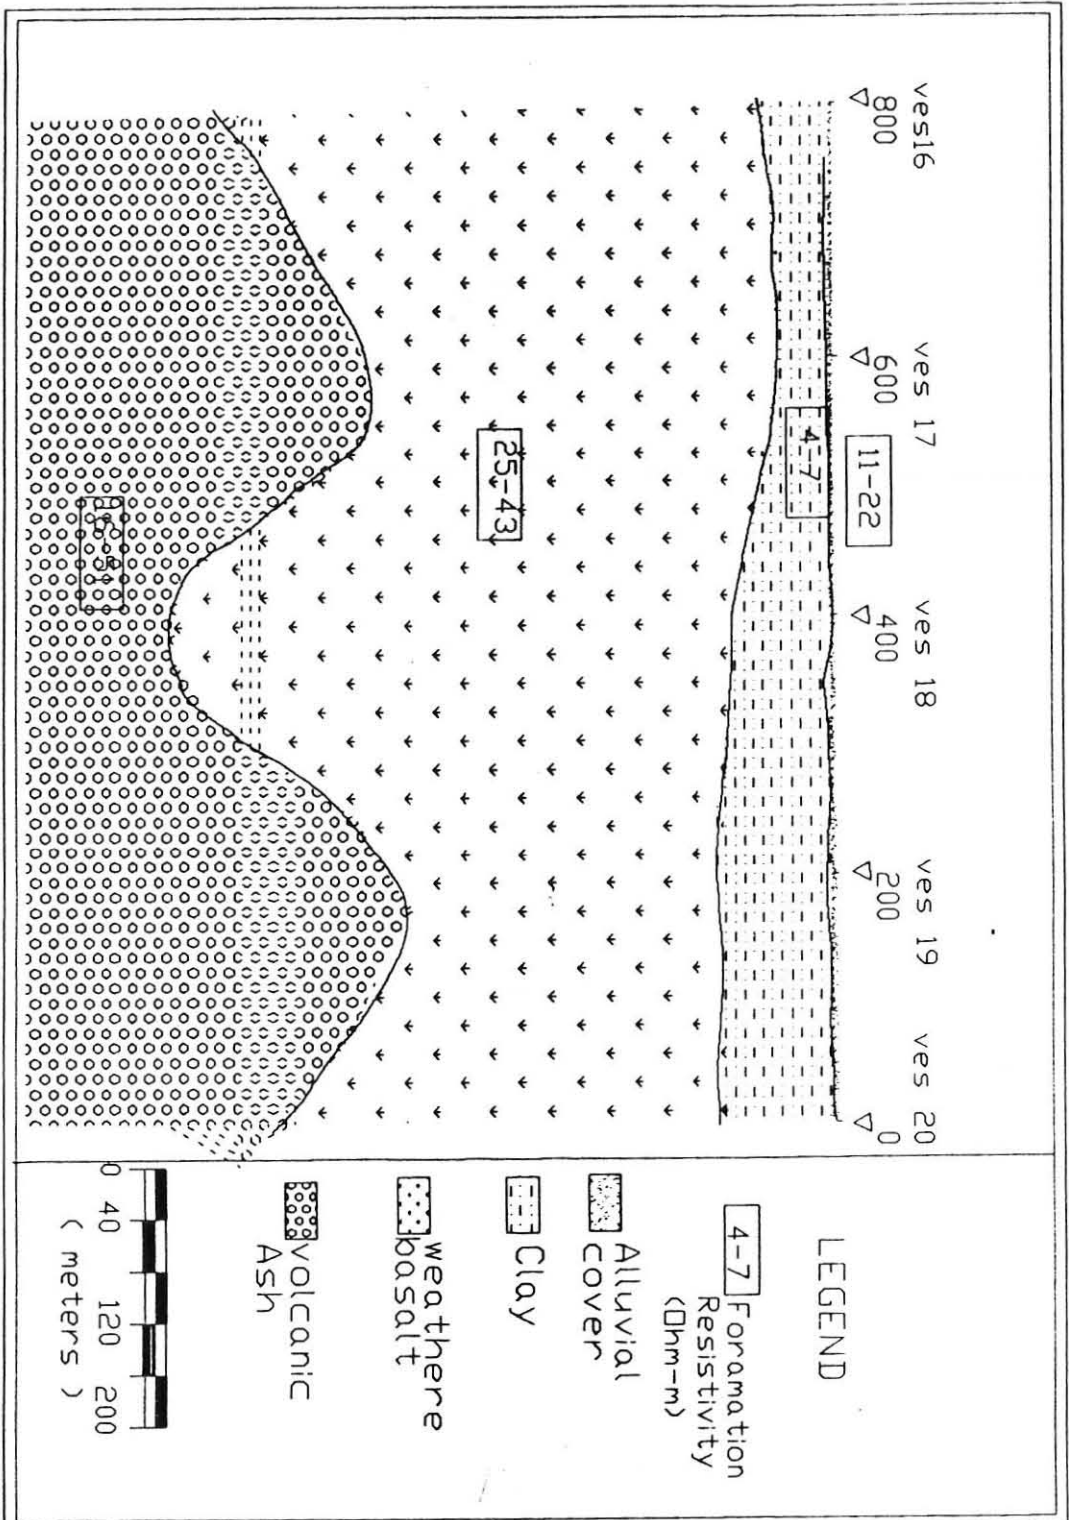 ves16
ves 17
ves 18
ves 19
ves 20
800
600
400
200
0
11-22
4-7
25-43
LEGEND
4-7
Foramation
Resistivity
(Ohm-m)
Alluvial
cover
Clay
weathere
basalt
volcanic
Ash
0 40 120 200
( meters )